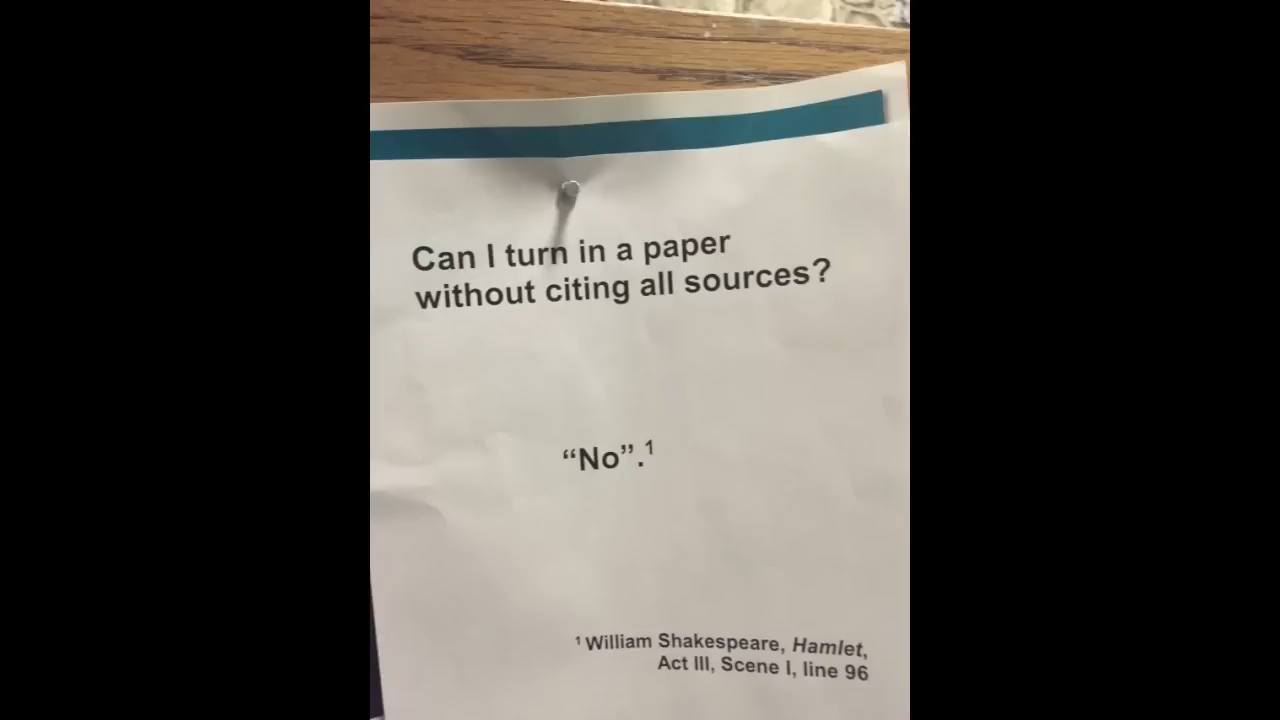 Can I turn in a paper
without citing all sources?
“No”.¹
¹ William Shakespeare, Hamlet,
Act III, Scene I, line 96